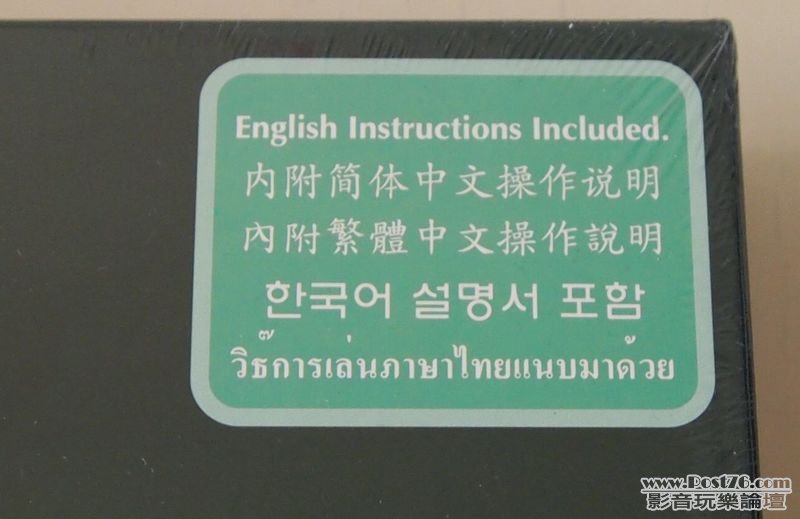 English Instructions Included.
内附简体中文操作说明
內附繁體中文操作說明
한국어 설명서 포함
วิธ๊การเล่นภาษาไทยแนบมาด้วย
www.Post76.com
影音玩樂論壇